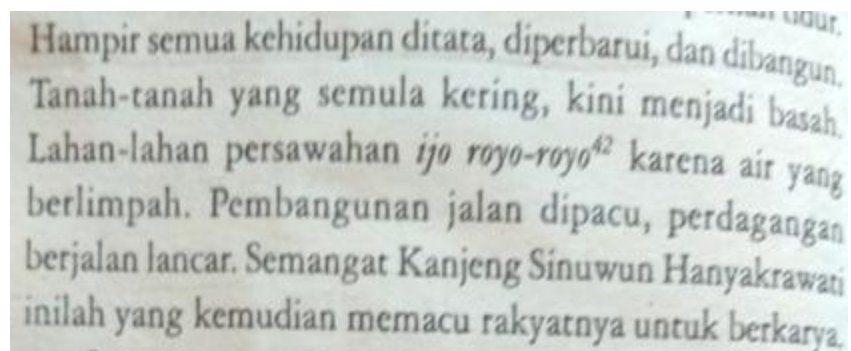 tidur.
Hampir semua kehidupan ditata, diperbarui, dan dibangun.
Tanah-tanah yang semula kering, kini menjadi basah.
Lahan-lahan persawahan ijo royo-royo⁴² karena air yang
berlimpah. Pembangunan jalan dipacu, perdagangan
berjalan lancar. Semangat Kanjeng Sinuwun Hanyakrawati
inilah yang kemudian memacu rakyatnya untuk berkarya.